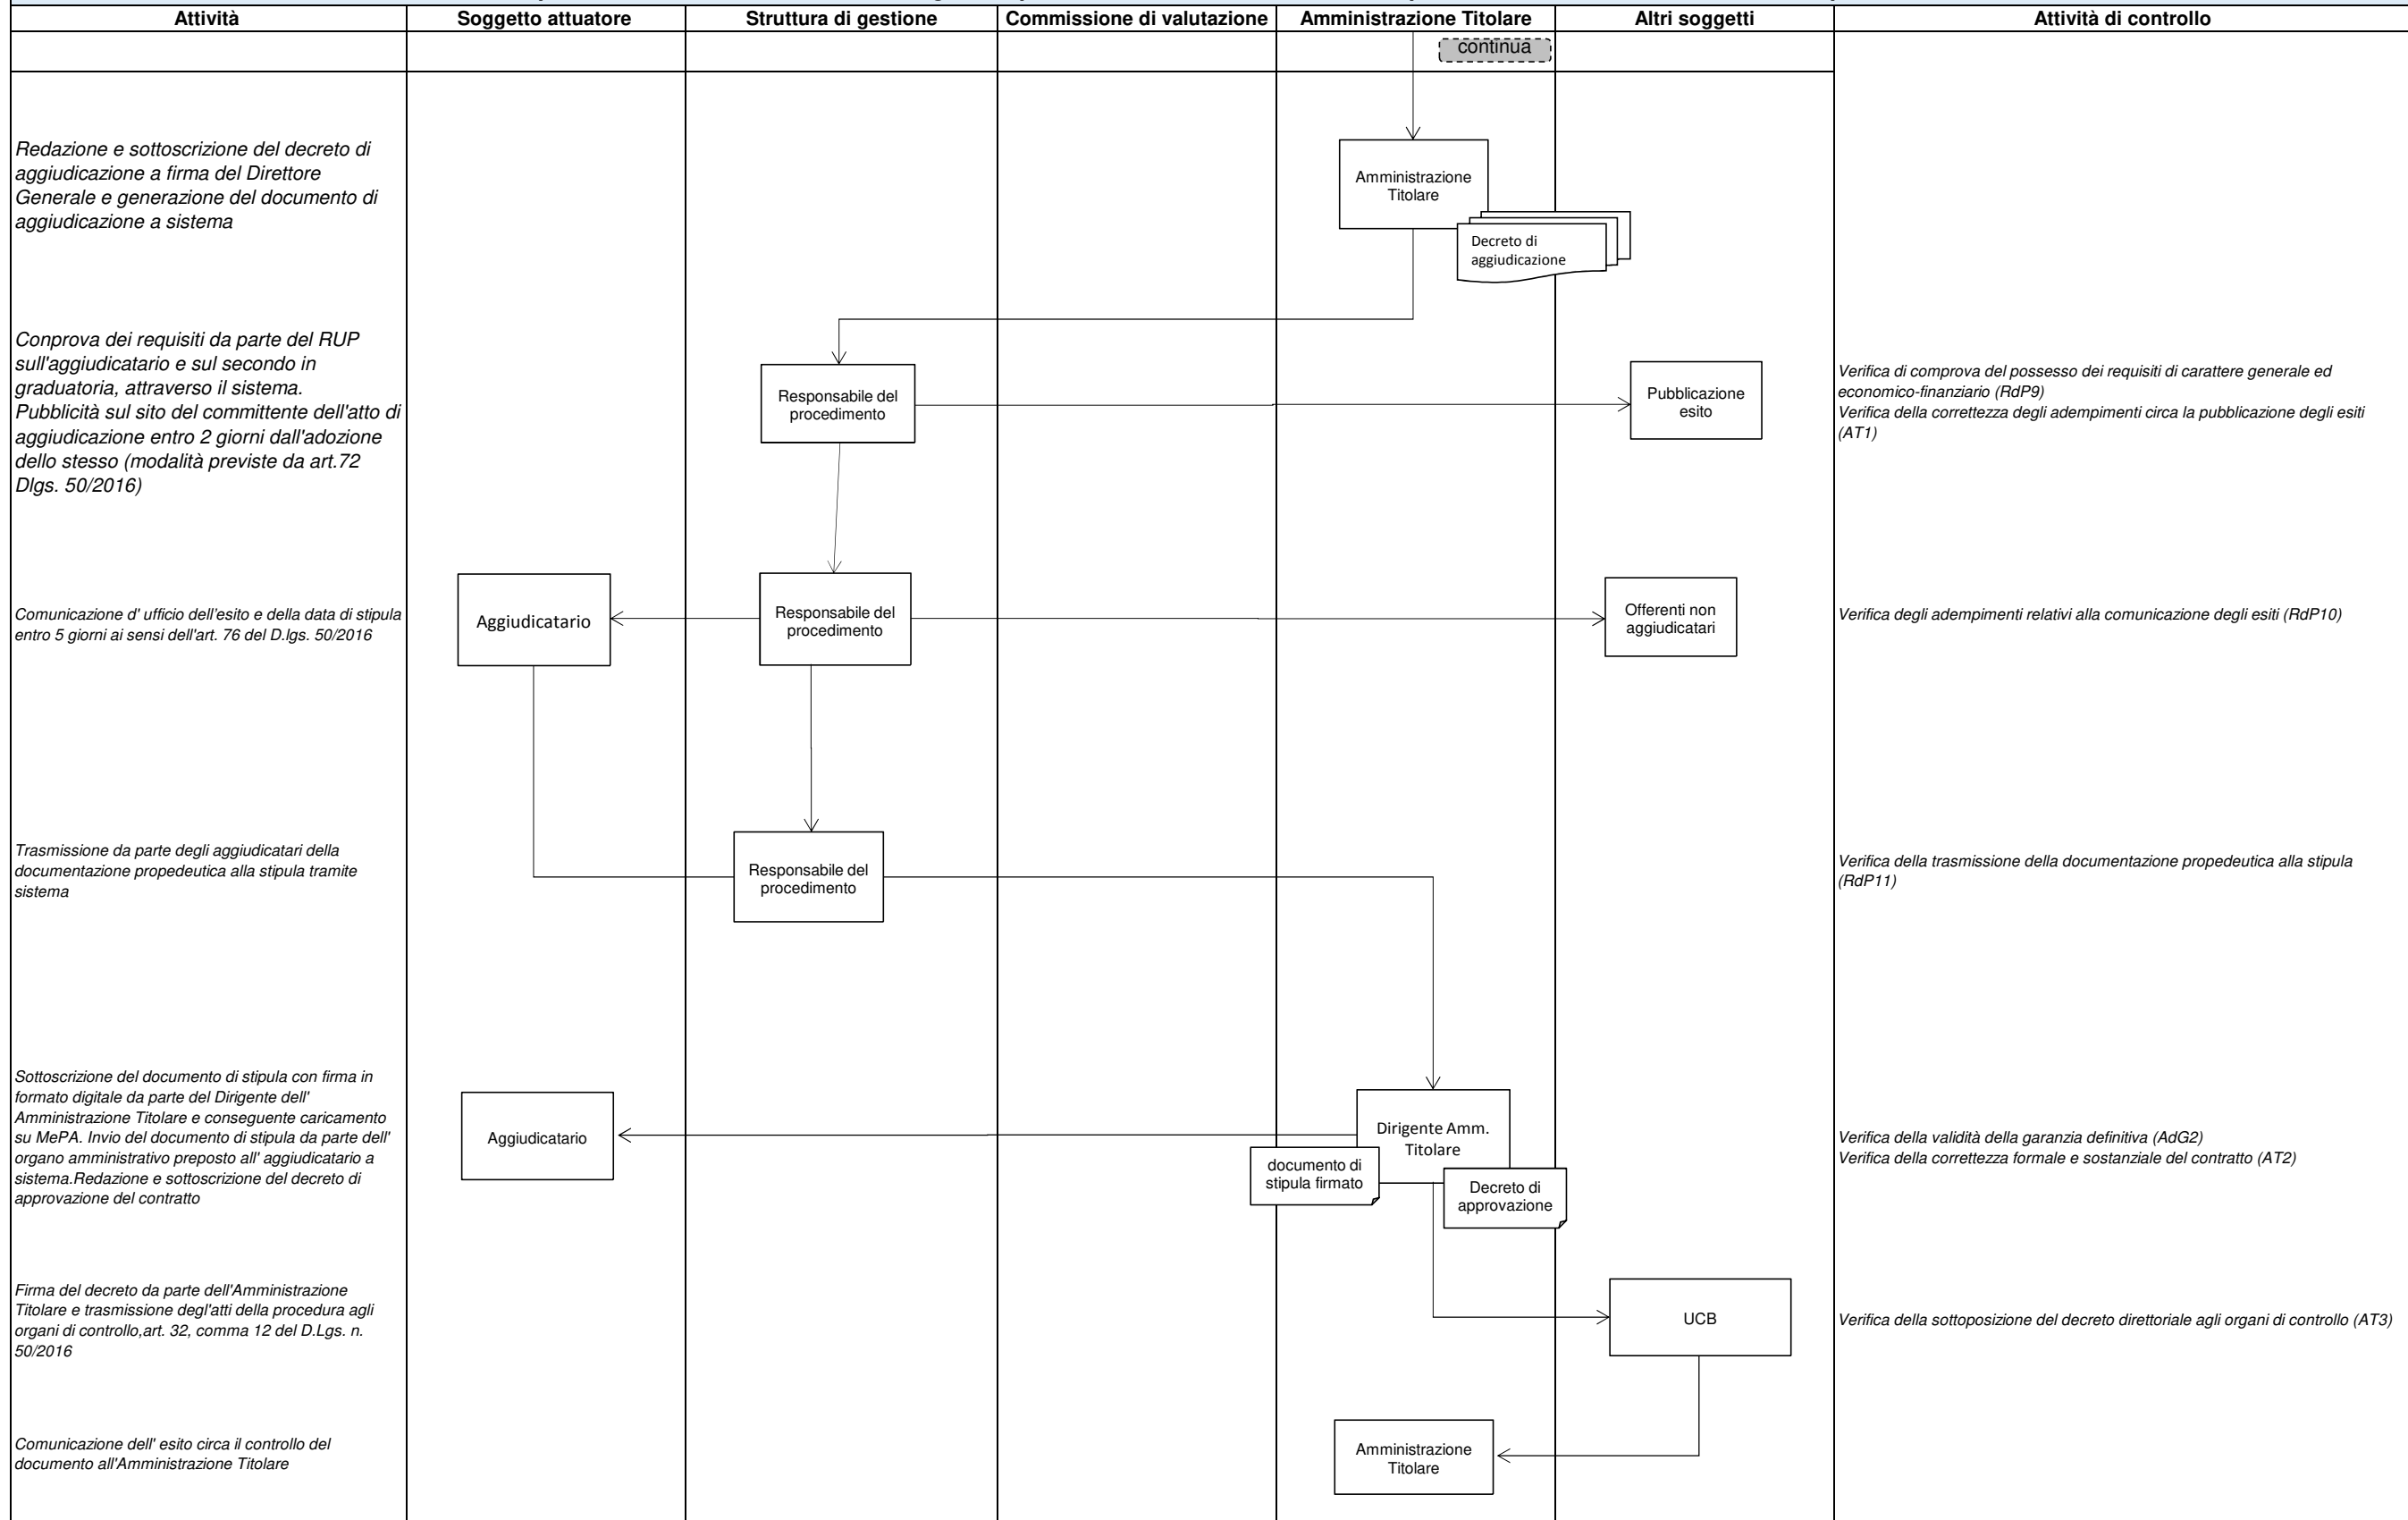 Attività
Soggetto attuatore
Struttura di gestione
Commissione di valutazione
Amministrazione Titolare
Altri soggetti
Attività di controllo
continua
Redazione e sottoscrizione del decreto di
aggiudicazione a firma del Direttore
Generale e generazione del documento di
aggiudicazione a sistema
Amministrazione
Titolare
Decreto di
aggiudicazione
Conprova dei requisiti da parte del RUP
sull'aggiudicatario e sul secondo in
graduatoria, attraverso il sistema.
Pubblicità sul sito del committente dell'atto di
aggiudicazione entro 2 giorni dall'adozione
dello stesso (modalità previste da art.72
Dlgs. 50/2016)
Responsabile del
procedimento
Pubblicazione
esito
Verifica di comprova del possesso dei requisiti di carattere generale ed
economico-finanziario (RdP9)
Verifica della correttezza degli adempimenti circa la pubblicazione degli esiti
(AT1)
Comunicazione d' ufficio dell'esito e della data di stipula
entro 5 giorni ai sensi dell'art. 76 del D.lgs. 50/2016
Aggiudicatario
Responsabile del
procedimento
Offerenti non
aggiudicatari
Verifica degli adempimenti relativi alla comunicazione degli esiti (RdP10)
Trasmissione da parte degli aggiudicatari della
documentazione propedeutica alla stipula tramite
sistema
Responsabile del
procedimento
Verifica della trasmissione della documentazione propedeutica alla stipula
(RdP11)
Sottoscrizione del documento di stipula con firma in
formato digitale da parte del Dirigente dell'
Amministrazione Titolare e conseguente caricamento
su MePA. Invio del documento di stipula da parte dell'
organo amministrativo preposto all' aggiudicatario a
sistema.Redazione e sottoscrizione del decreto di
approvazione del contratto
Aggiudicatario
Dirigente Amm.
Titolare
documento di
stipula firmato
Decreto di
approvazione
Verifica della validità della garanzia definitiva (AdG2)
Verifica della correttezza formale e sostanziale del contratto (AT2)
Firma del decreto da parte dell'Amministrazione
Titolare e trasmissione degl'atti della procedura agli
organi di controllo,art. 32, comma 12 del D.Lgs. n.
50/2016
UCB
Verifica della sottoposizione del decreto direttoriale agli organi di controllo (AT3)
Comunicazione dell' esito circa il controllo del
documento all'Amministrazione Titolare
Amministrazione
Titolare